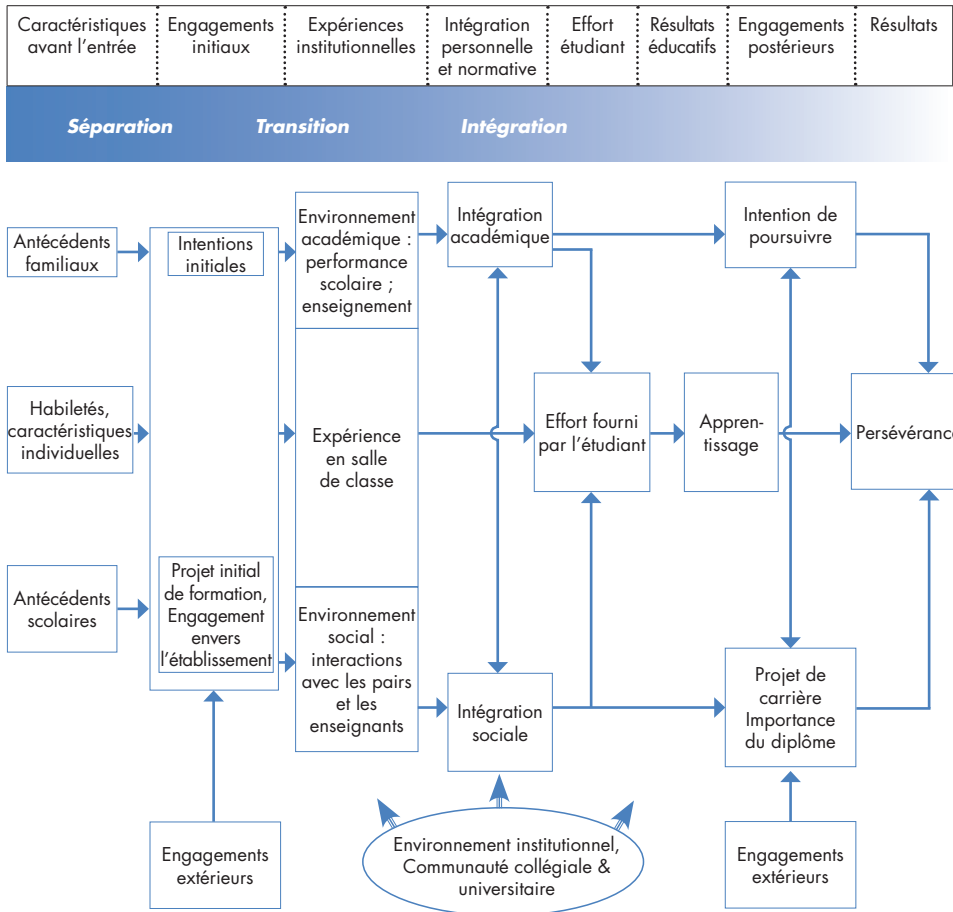 Caractéristiques
avant l'entrée
Engagements
initiaux
Expériences
institutionnelles
Intégration
personnelle
et normative
Effort
étudiant
Résultats
éducatifs
Engagements
postérieurs
Résultats
Séparation
Transition
Intégration
Antécédents
familiaux
Habiletés,
caractéristiques
individuelles
Antécédents
scolaires
Intentions
initiales
Projet initial
de formation,
Engagement
envers
l'établissement
Engagements
extérieurs
Environnement
académique :
performance
scolaire ;
enseignement
Expérience
en salle
de classe
Environnement
social :
interactions
avec les pairs
et les
enseignants
Intégration
académique
Intégration
sociale
Environnement institutionnel,
Communauté collégiale &
universitaire
Effort fourni
par l'étudiant
Appren-
tissage
Intention de
poursuivre
Projet de
carrière
Importance
du diplôme
Engagements
extérieurs
Persévérance